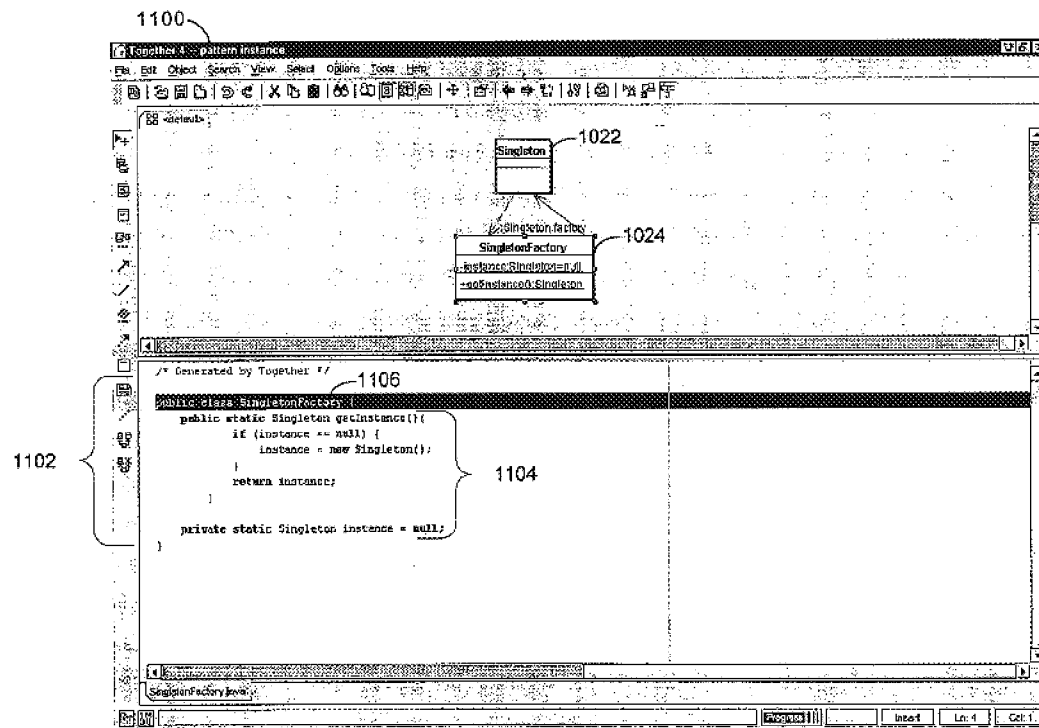 1100
Together 4 -- pattern instance
File Edit Object Search View Select Options Tools Help
<default>
1022
Singleton
Singleton factory
1024
SingletonFactory
-instance:Singleton=null
+getInstance():Singleton
/* Generated by Together */
1106
public class SingletonFactory {
public static Singleton getInstance(){
if (instance == null) {
instance = new Singleton();
}
1102
1104
return instance;
}
private static Singleton instance = null;
}
SingletonFactory.java
Progress
Insert
Ln: 4
Col: 1